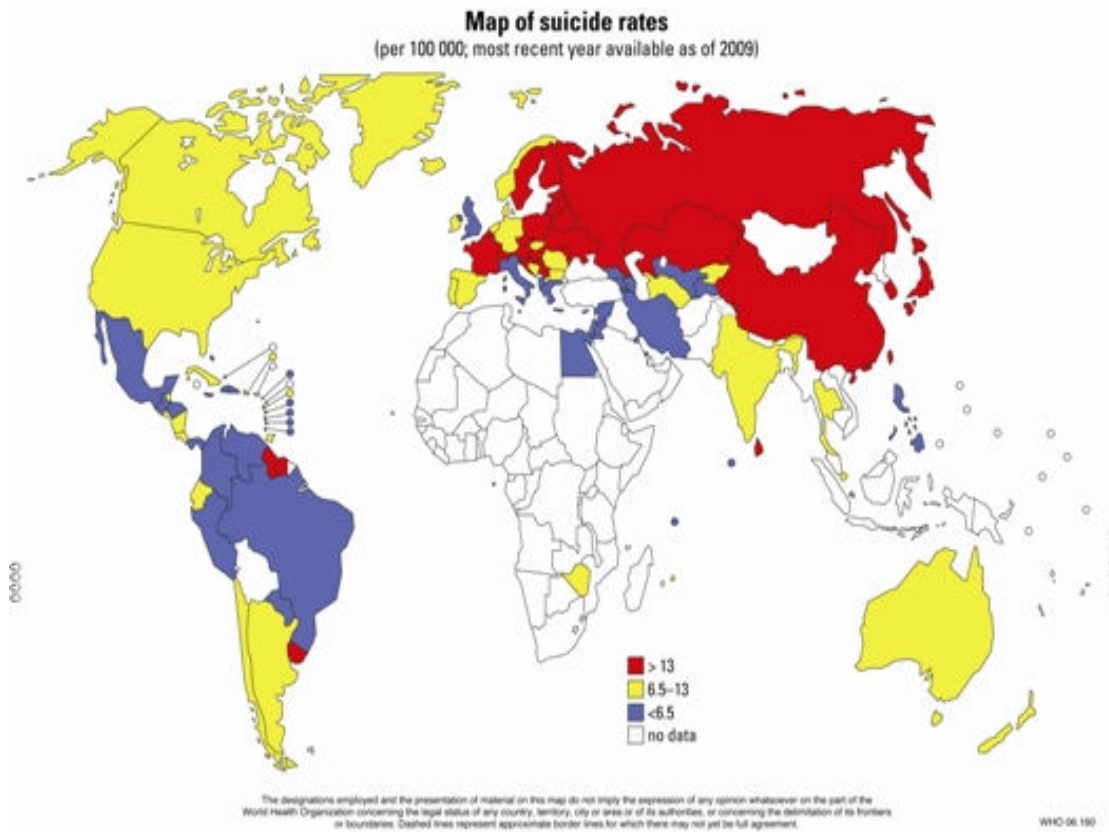 Map of suicide rates
(per 100 000; most recent year available as of 2009)
> 13
6.5–13
<6.5
no data
The designations employed and the presentation of material on this map do not imply the expression of any opinion whatsoever on the part of the
World Health Organization concerning the legal status of any country, territory, city or area or of its authorities, or concerning the delimitation of its frontiers
or boundaries. Dashed lines represent approximate border lines for which there may not yet be full agreement.
WHO 06.160